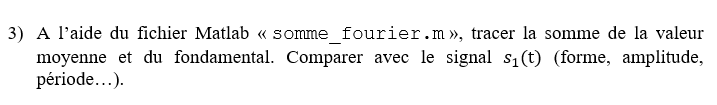 3) A l’aide du fichier Matlab « somme_fourier.m », tracer la somme de la valeur
moyenne et du fondamental. Comparer avec le signal s₁(t) (forme, amplitude,
période…).